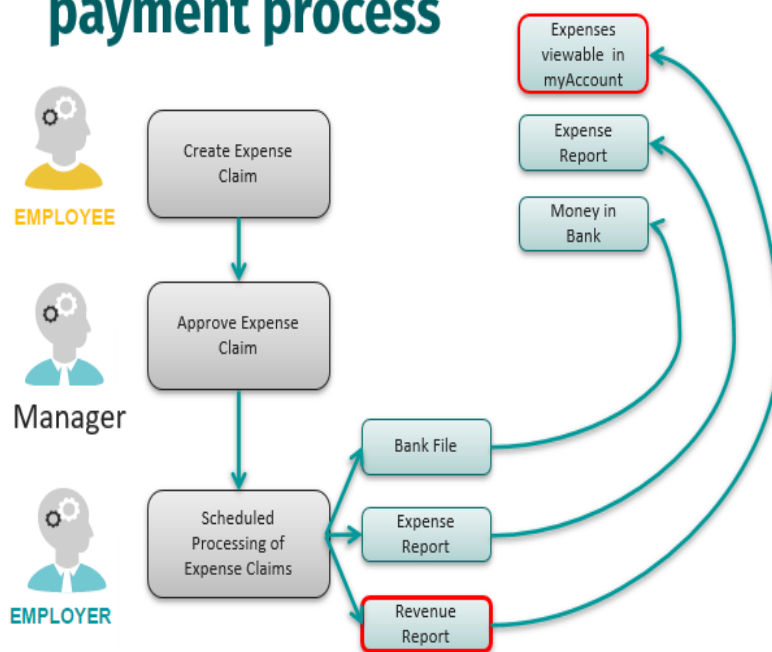 payment process
Expenses
viewable in
myAccount
Create Expense
Claim
Expense
Report
EMPLOYEE
Money in
Bank
Approve Expense
Claim
Manager
Bank File
Scheduled
Processing of
Expense Claims
Expense
Report
EMPLOYER
Revenue
Report